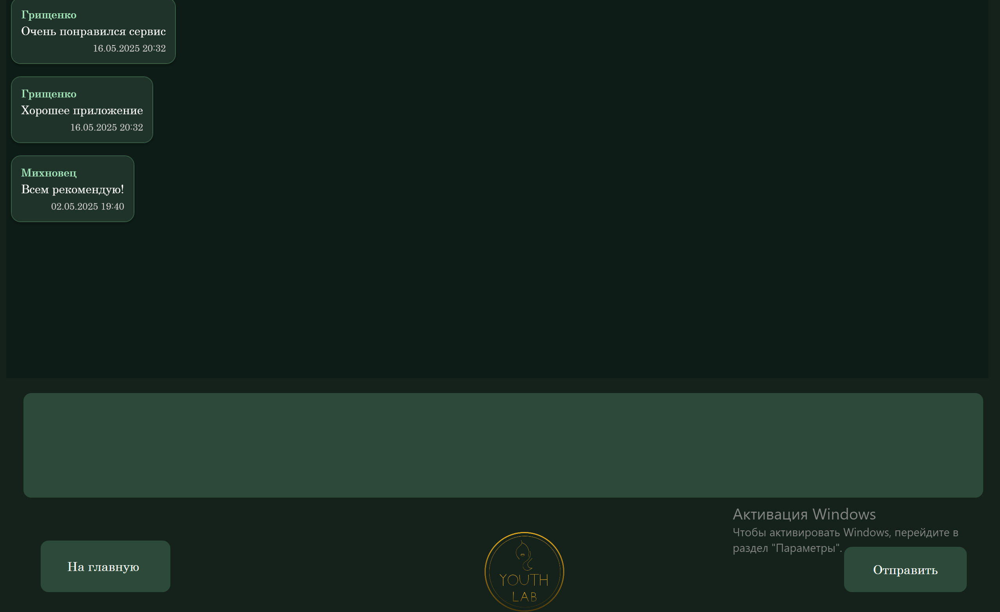 Грищенко
Очень понравился сервис
16.05.2025 20:32
Грищенко
Хорошее приложение
16.05.2025 20:32
Михновец
Всем рекомендую!
02.05.2025 19:40
Активация Windows
Чтобы активировать Windows, перейдите в
раздел "Параметры".
На главную
YOUTH
LAB
Отправить